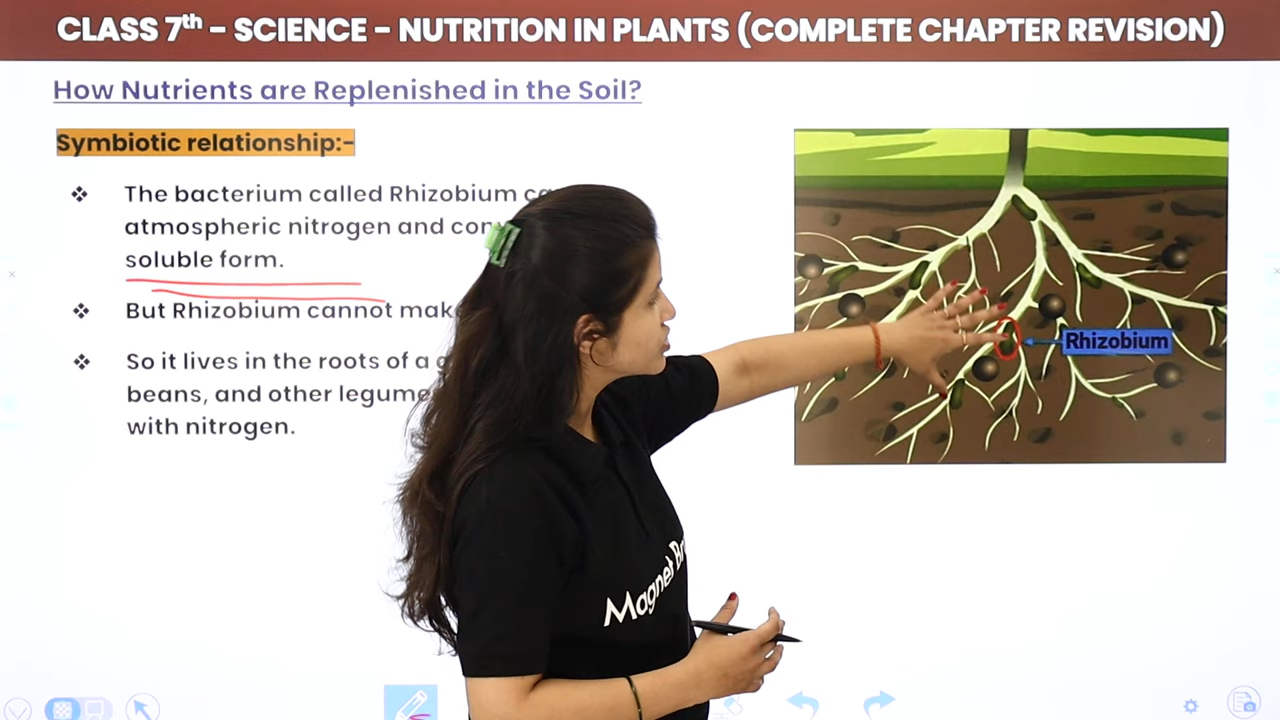 CLASS 7th - SCIENCE - NUTRITION IN PLANTS (COMPLETE CHAPTER REVISION)
How Nutrients are Replenished in the Soil?
Symbiotic relationship:-
The bacterium called Rhizobium
atmospheric nitrogen and
soluble form.
But Rhizobium cannot
So it lives in the roots of a
beans, and other
with nitrogen.
Rhizobium
Magnet